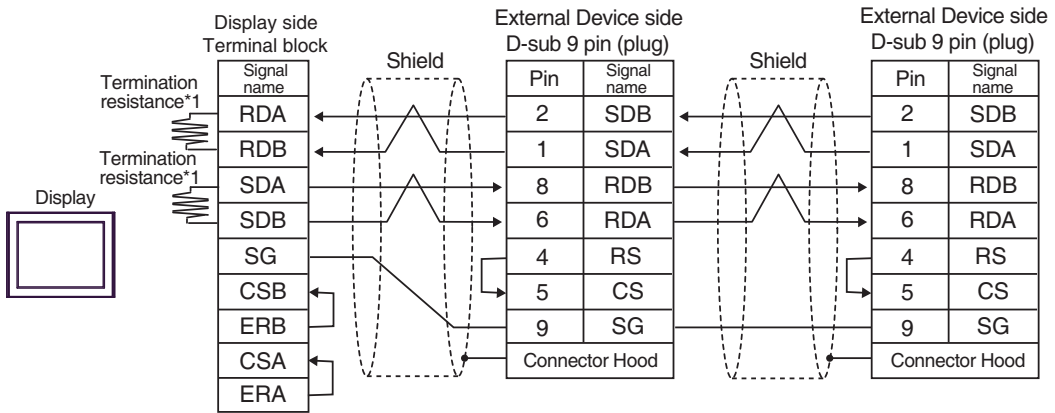 Display side
Terminal block
External Device side
D-sub 9 pin (plug)
External Device side
D-sub 9 pin (plug)
Shield
Shield
Termination
resistance*1
Termination
resistance*1
Display
Signal
name
RDA
RDB
SDA
SDB
SG
CSB
ERB
CSA
ERA
Pin Signal
name
2 SDB
1 SDA
8 RDB
6 RDA
4 RS
5 CS
9 SG
Connector Hood
Pin Signal
name
2 SDB
1 SDA
8 RDB
6 RDA
4 RS
5 CS
9 SG
Connector Hood